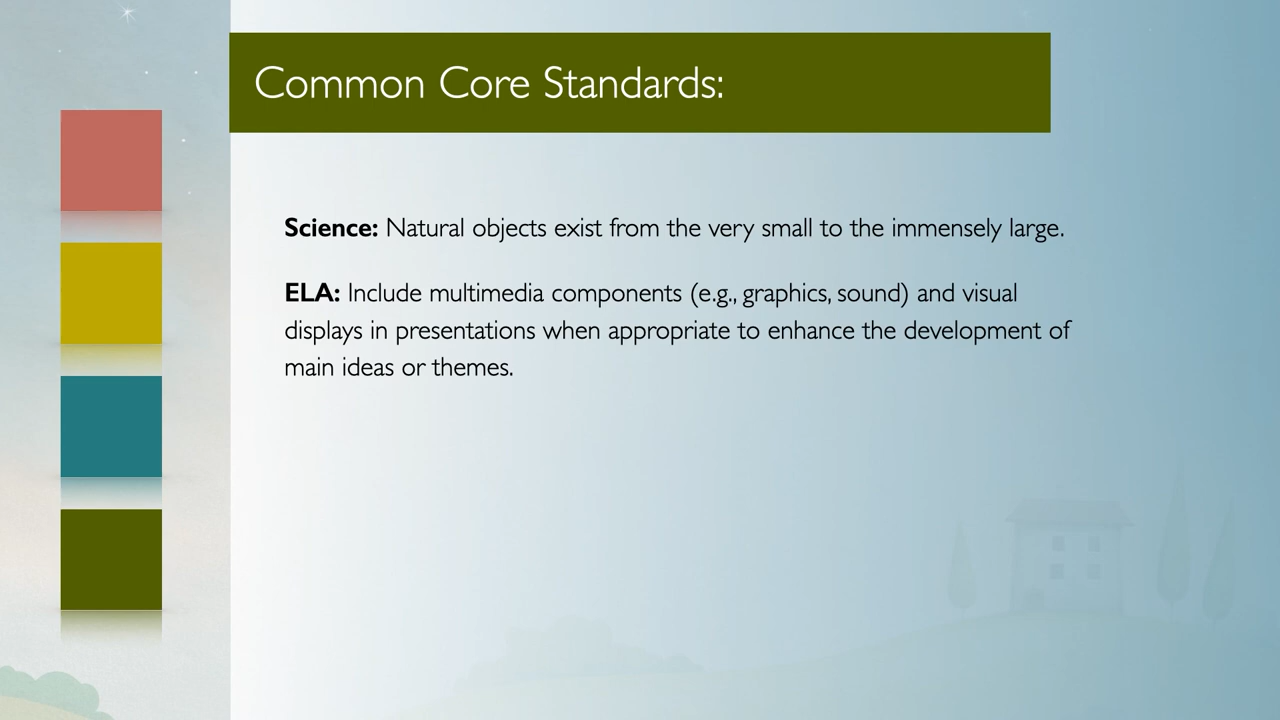 Common Core Standards:
Science: Natural objects exist from the very small to the immensely large.
ELA: Include multimedia components (e.g., graphics, sound) and visual
displays in presentations when appropriate to enhance the development of
main ideas or themes.